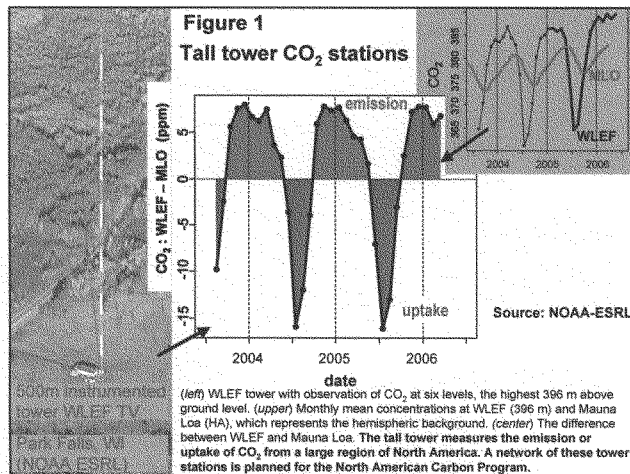 Figure 1
Tall tower CO₂ stations
CO₂
365 370 375 380 385
MLO
WLEF
2004 2005 2006
CO₂ : WLEF – MLO (ppm)
5
0
-5
-10
-15
emission
uptake
2004 2005 2006
date
Source: NOAA-ESRL
500m instrumented
tower WLEF TV
Park Falls, WI
(NOAA ESRL)
(left) WLEF tower with observation of CO₂ at six levels, the highest 396 m above
ground level. (upper) Monthly mean concentrations at WLEF (396 m) and Mauna
Loa (HA), which represents the hemispheric background. (center) The difference
between WLEF and Mauna Loa. The tall tower measures the emission or
uptake of CO₂ from a large region of North America. A network of these tower
stations is planned for the North American Carbon Program.